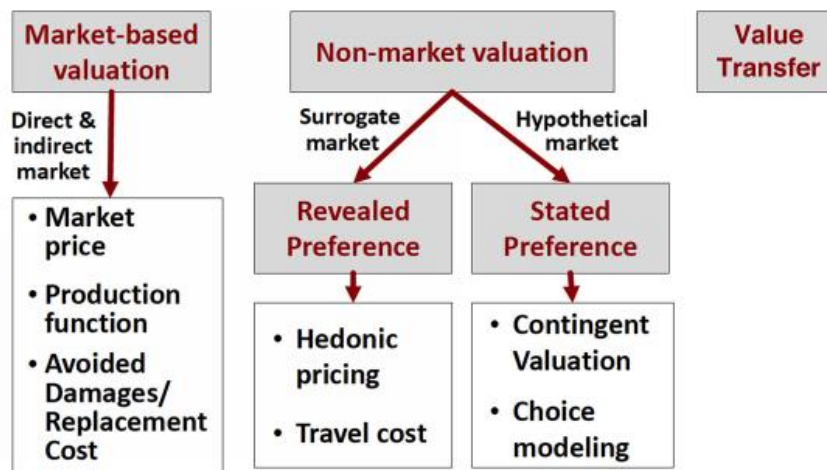 Market-based
valuation
Non-market valuation
Value
Transfer
Direct &
indirect
market
Surrogate
market
Hypothetical
market
• Market
price
• Production
function
• Avoided
Damages/
Replacement
Cost
Revealed
Preference
Stated
Preference
• Hedonic
pricing
• Travel cost
• Contingent
Valuation
• Choice
modeling